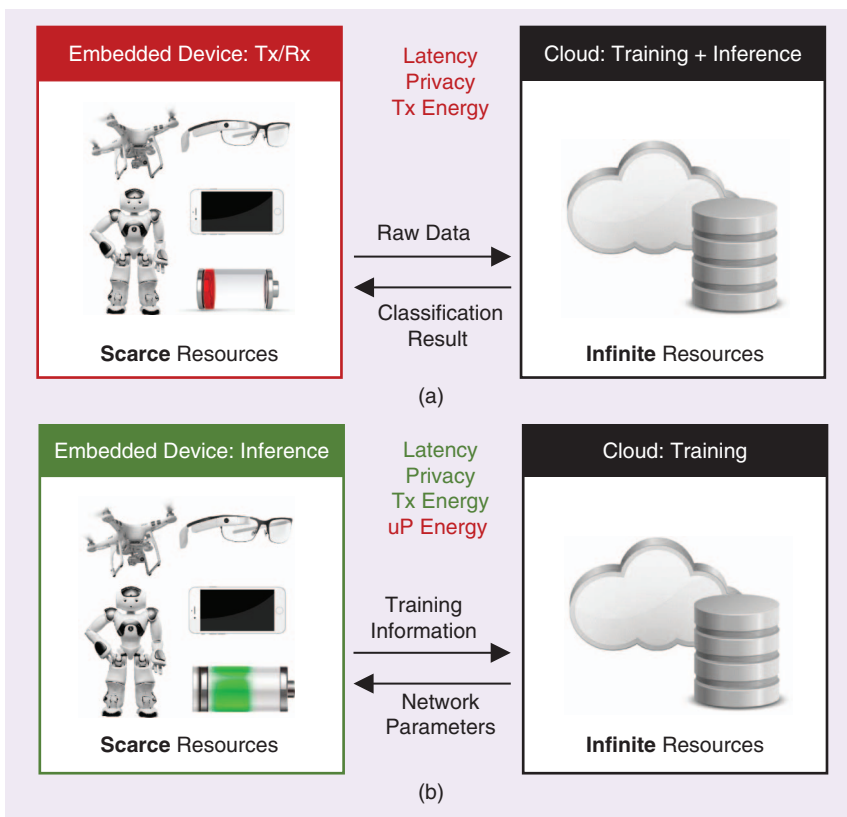 Embedded Device: Tx/Rx
Latency
Privacy
Tx Energy
Cloud: Training + Inference
Raw Data
Classification
Result
Scarce Resources
Infinite Resources
(a)
Embedded Device: Inference
Latency
Privacy
Tx Energy
uP Energy
Cloud: Training
Training
Information
Network
Parameters
Scarce Resources
Infinite Resources
(b)